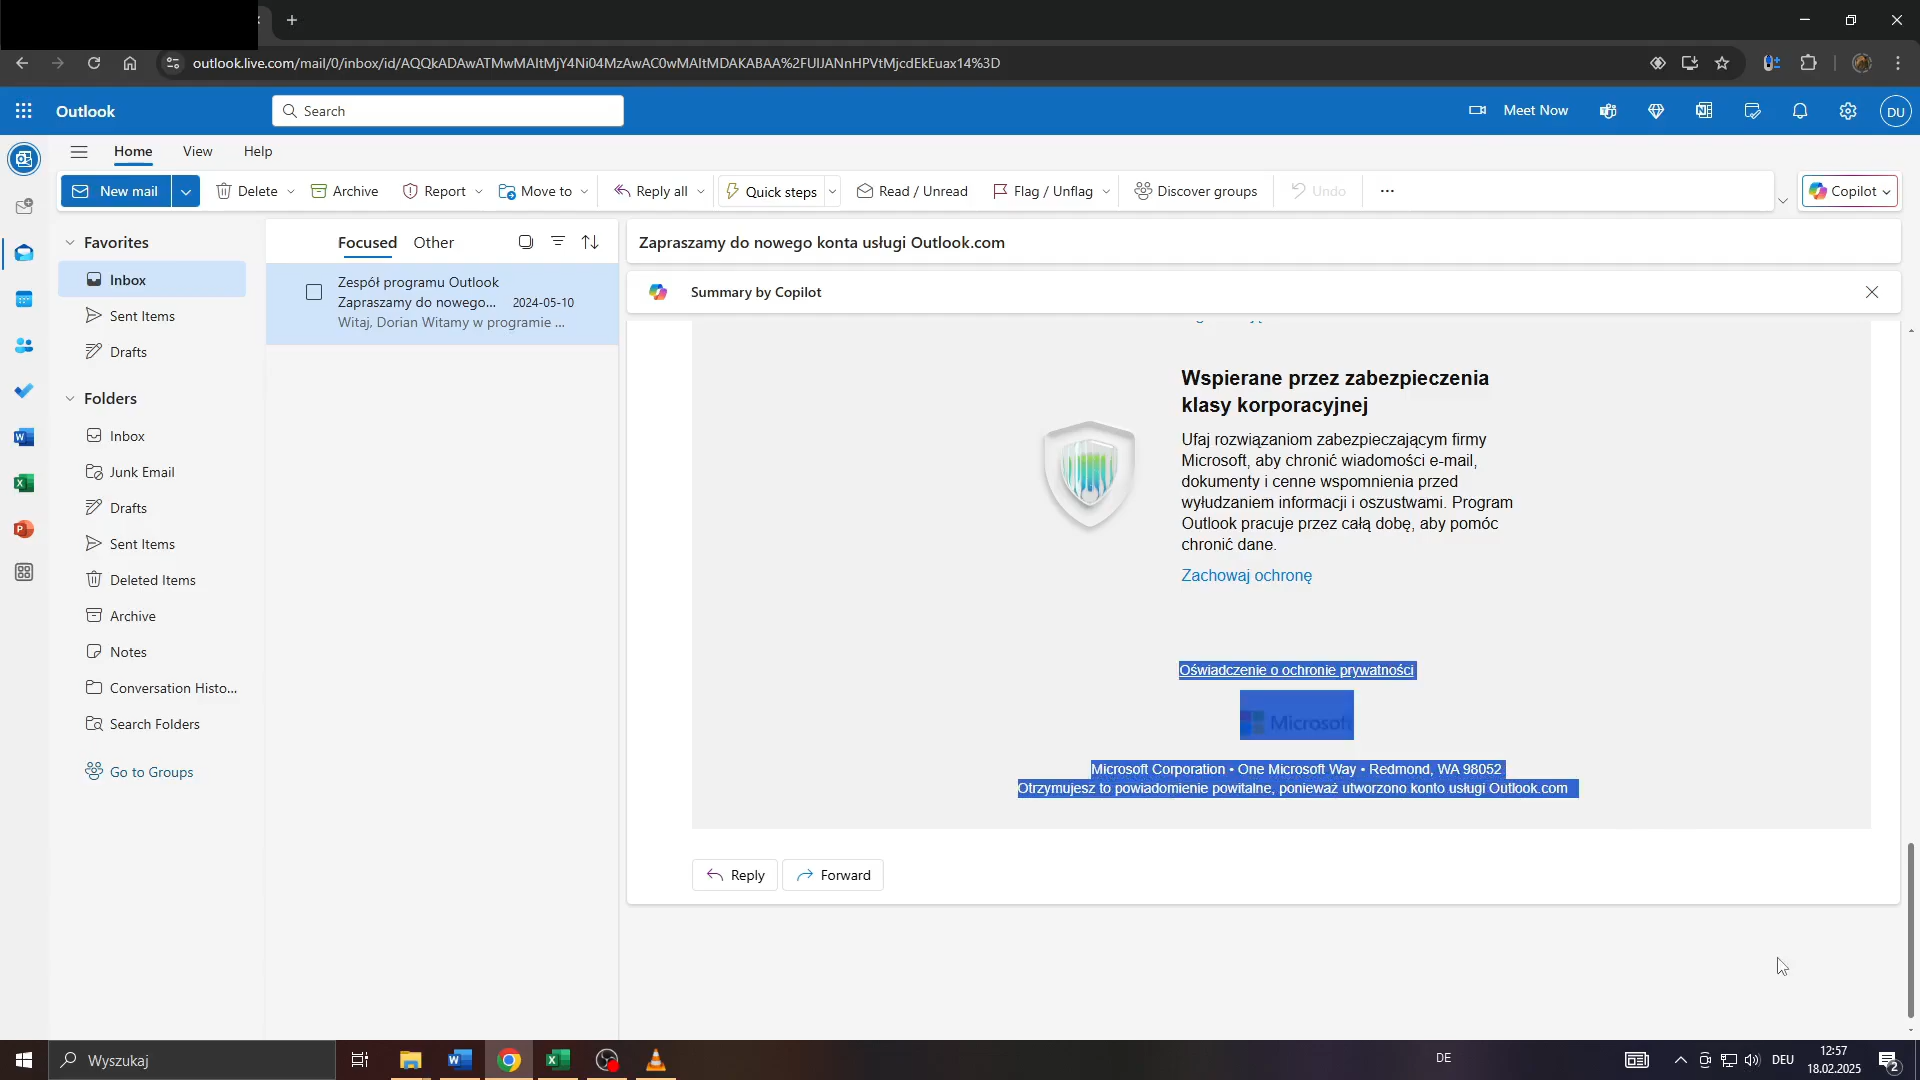 outlook.live.com/mail/0/inbox/id/AQQkADAwATMwMAItMjY4Ni04MzAwAC0wMAItMDAKABAA%2FUIJANnHPVtMjcdEkEuax14%3D
Outlook
Search
Meet Now
DU
Home
View
Help
New mail
Delete
Archive
Report
Move to
Reply all
Quick steps
Read / Unread
Flag / Unflag
Discover groups
Undo
Copilot
Favorites
Inbox
Sent Items
Drafts
Folders
Inbox
Junk Email
Drafts
Sent Items
Deleted Items
Archive
Notes
Conversation Histo...
Search Folders
Go to Groups
Focused
Other
Zespół programu Outlook
Zapraszamy do nowego... 2024-05-10
Witaj, Dorian Witamy w programie ...
Zapraszamy do nowego konta usługi Outlook.com
Summary by Copilot
Wspierane przez zabezpieczenia
klasy korporacyjnej
Ufaj rozwiązaniom zabezpieczającym firmy
Microsoft, aby chronić wiadomości e-mail,
dokumenty i cenne wspomnienia przed
wyłudzaniem informacji i oszustwami. Program
Outlook pracuje przez całą dobę, aby pomóc
chronić dane.
Zachowaj ochronę
Oświadczenie o ochronie prywatności
Microsoft
Microsoft Corporation • One Microsoft Way • Redmond, WA 98052
Otrzymujesz to powiadomienie powitalne, ponieważ utworzono konto usługi Outlook.com
Reply
Forward
Wyszukaj
DE
DEU
12:57
18.02.2025
2